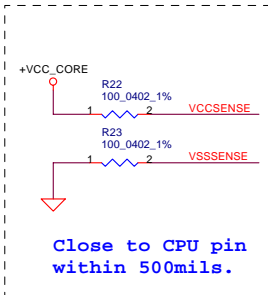 +VCC_CORE
R22
100_0402_1%
1 2 VCCSENSE
R23
100_0402_1%
1 2 VSSSENSE
Close to CPU pin
within 500mils.